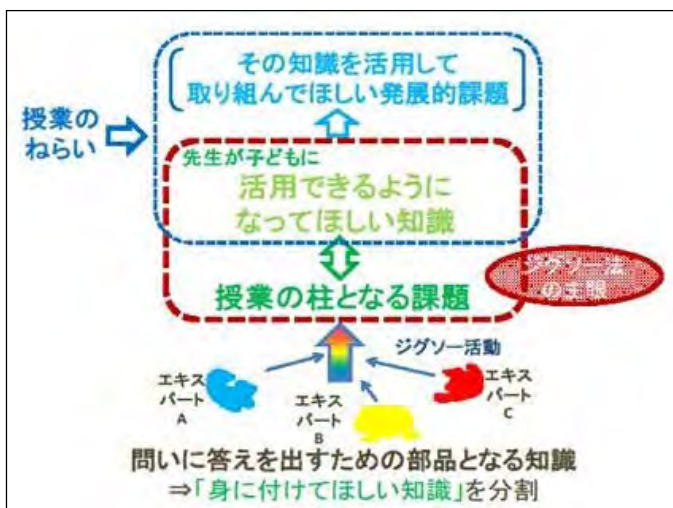 その知識を活用して
取り組んでほしい発展的課題
授業の
ねらい
先生が子どもに
活用できるように
なってほしい知識
授業の柱となる課題
ジグソー法
の主眼
ジグソー活動
エキス
パート
A
エキス
パート
B
エキス
パート
C
問いに答えを出すための部品となる知識
⇒「身に付けてほしい知識」を分割